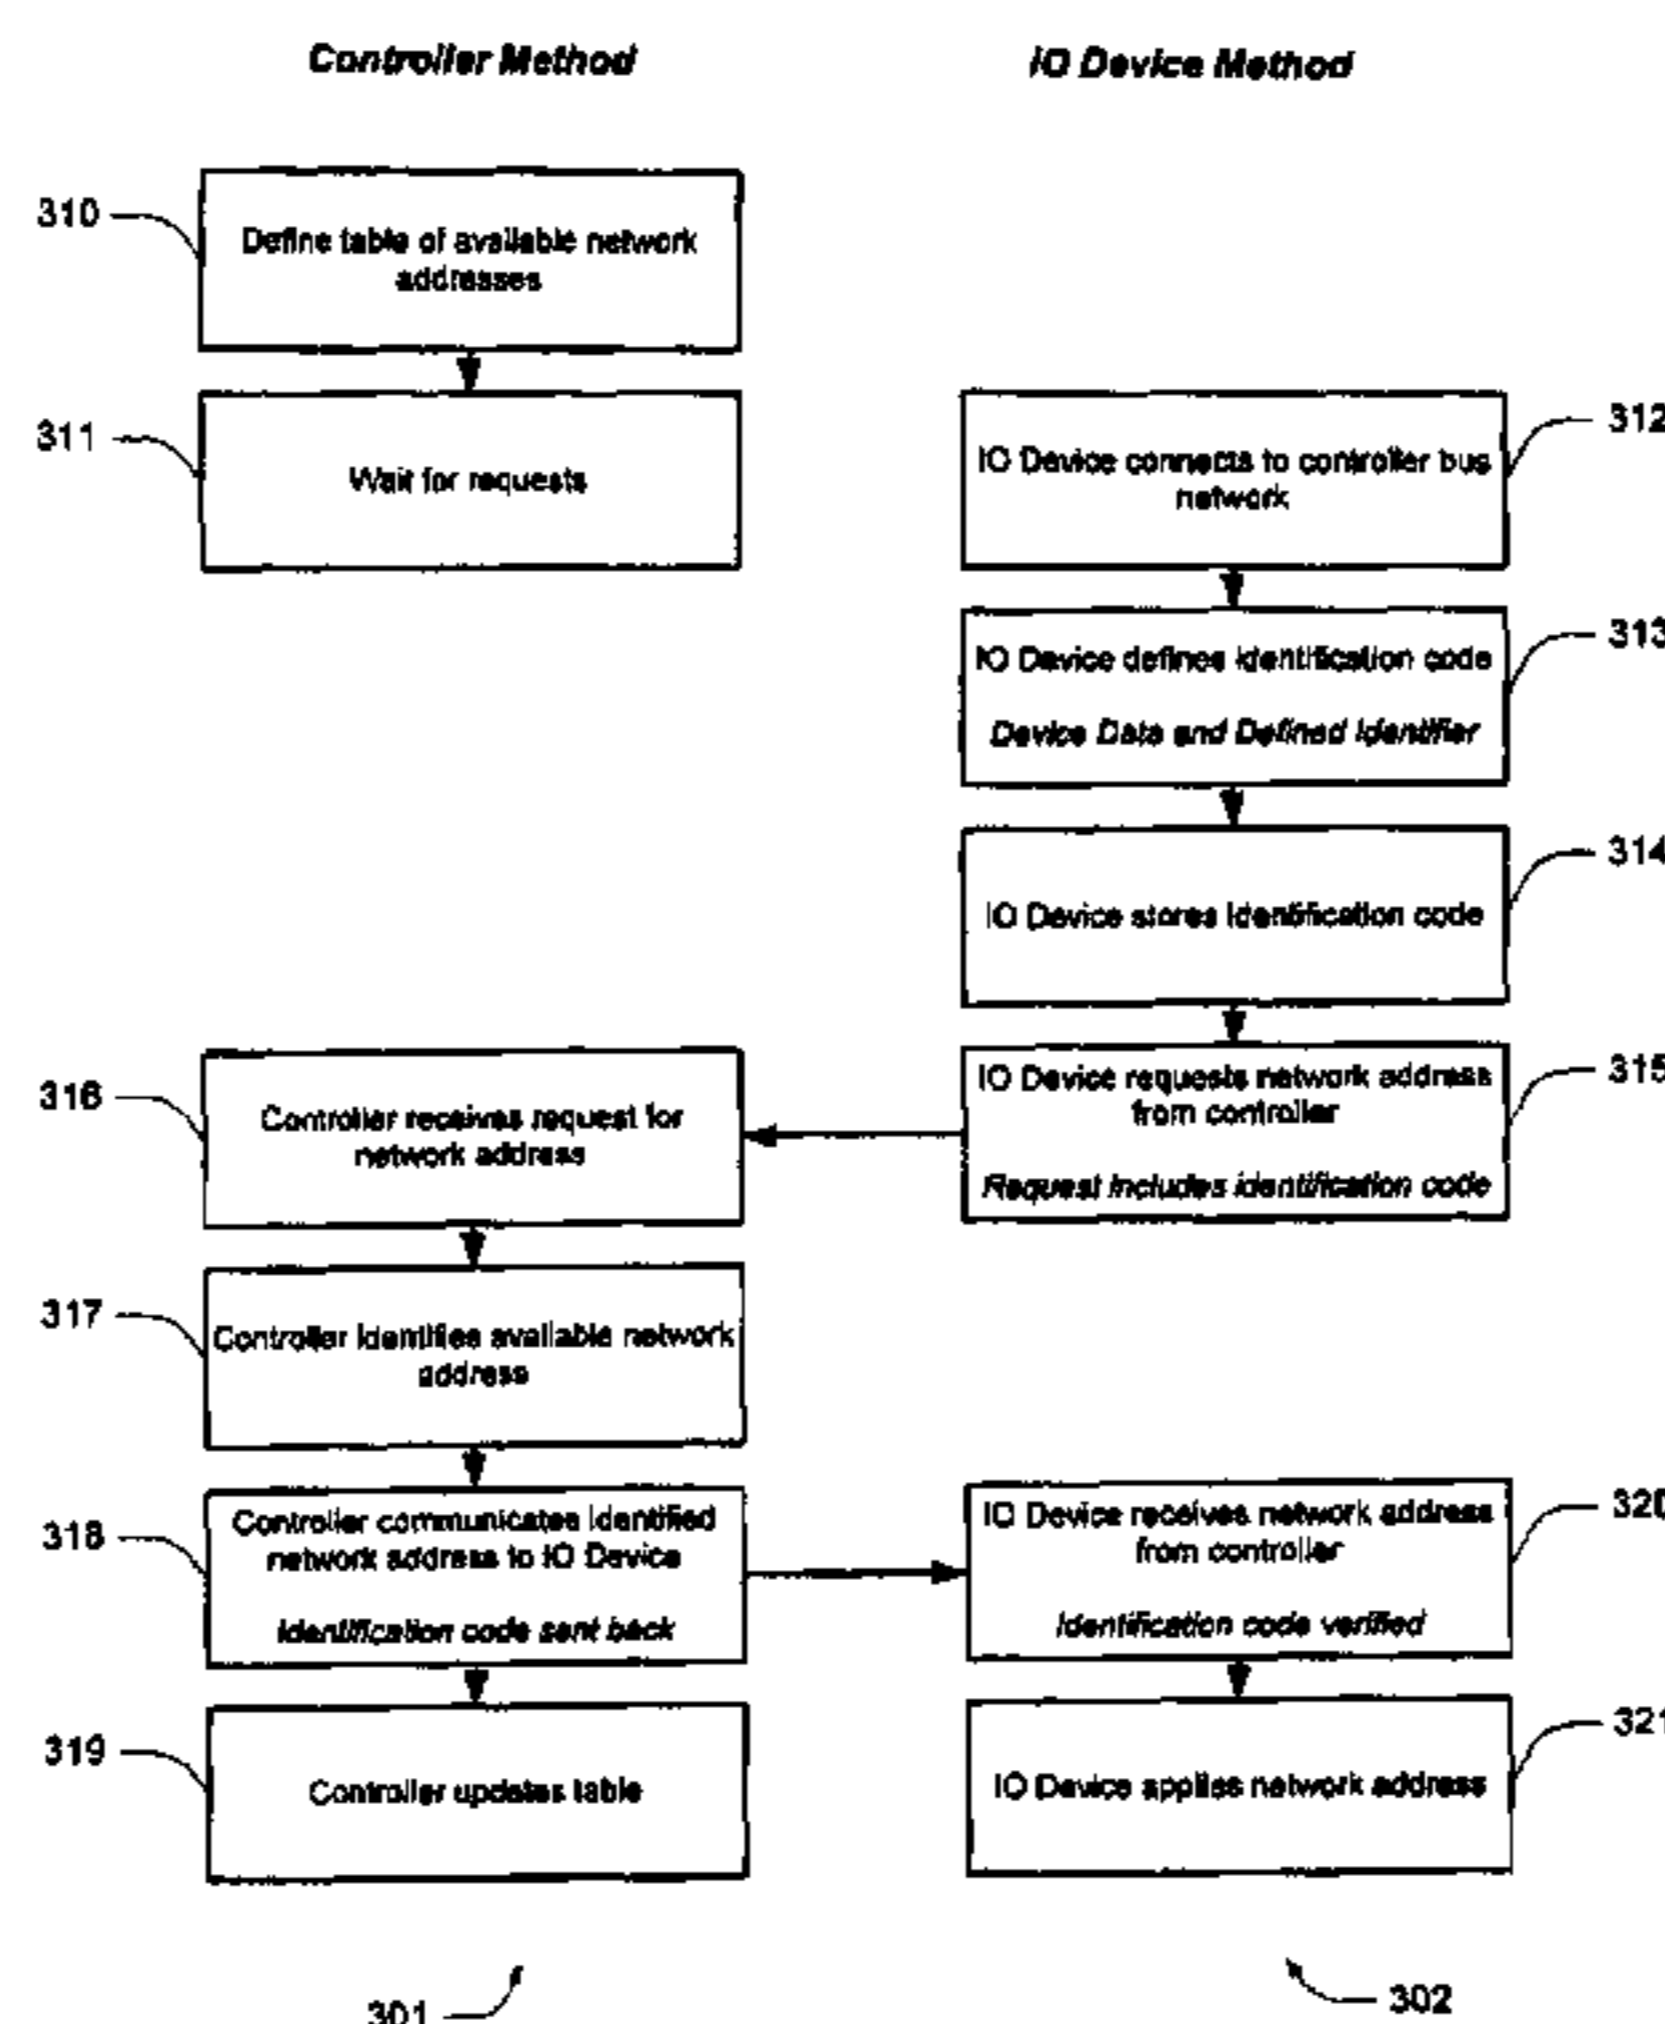 Controller Method
IO Device Method
310
Define table of available network
addresses
311
Wait for requests
312
IO Device connects to controller bus
network
313
IO Device defines identification code
Device Data and Defined Identifier
314
IO Device stores identification code
315
IO Device requests network address
from controller
Request includes identification code
316
Controller receives request for
network address
317
Controller identifies available network
address
318
Controller communicates identified
network address to IO Device
Identification code sent back
320
IO Device receives network address
from controller
Identification code verified
319
Controller updates table
321
IO Device applies network address
301
302